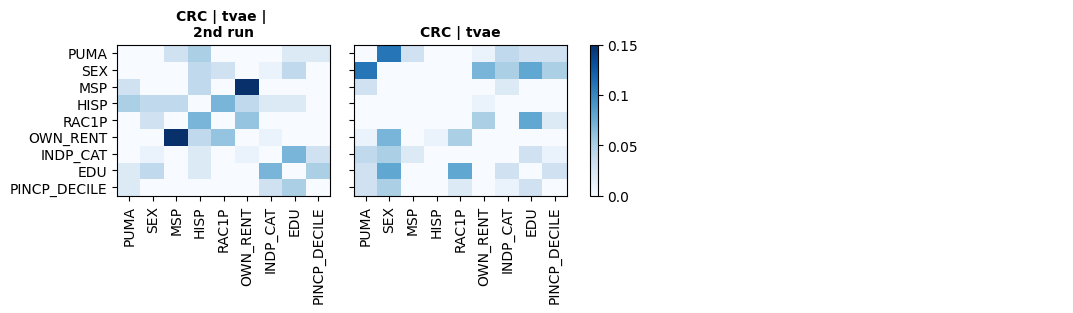 CRC | tvae |
2nd run
CRC | tvae
PUMA
SEX
MSP
HISP
RAC1P
OWN_RENT
INDP_CAT
EDU
PINCP_DECILE
PUMA
SEX
MSP
HISP
RAC1P
OWN_RENT
INDP_CAT
EDU
PINCP_DECILE
PUMA
SEX
MSP
HISP
RAC1P
OWN_RENT
INDP_CAT
EDU
PINCP_DECILE
0.15
0.1
0.05
0.0